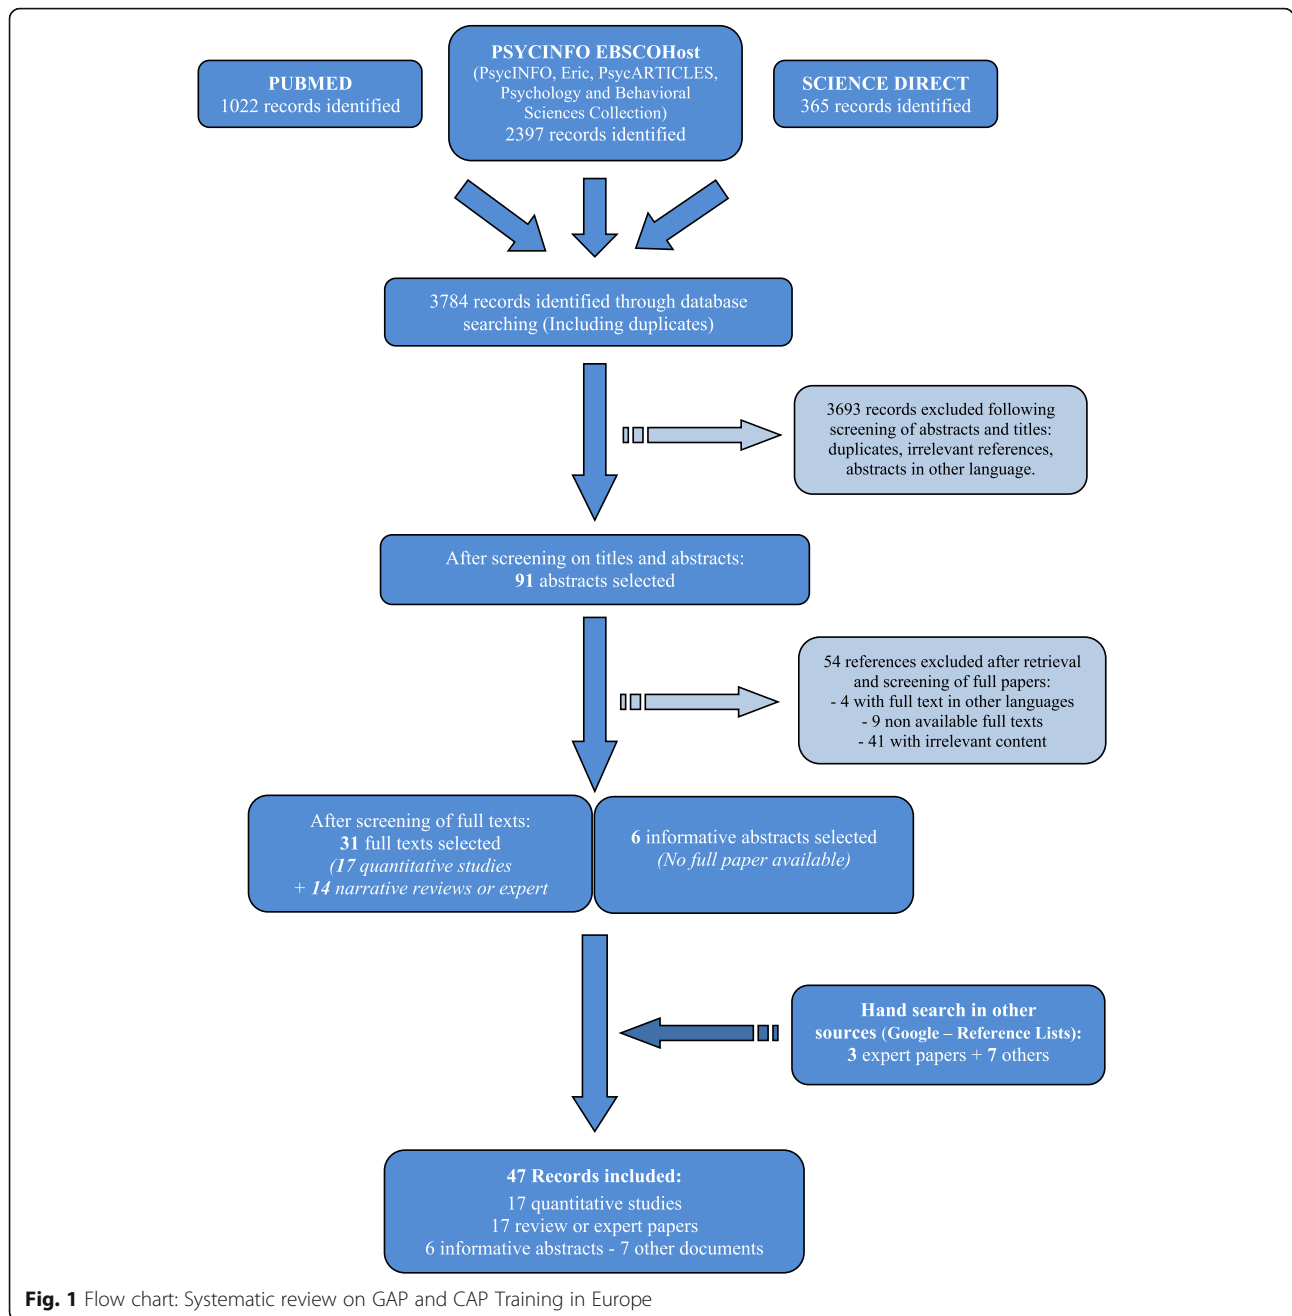 PUBMED
1022 records identified
PSYCINFO EBSCOHost
(PsycINFO, Eric, PsycARTICLES,
Psychology and Behavioral
Sciences Collection)
2397 records identified
SCIENCE DIRECT
365 records identified
3784 records identified through database
searching (Including duplicates)
3693 records excluded following
screening of abstracts and titles:
duplicates, irrelevant references,
abstracts in other language.
After screening on titles and abstracts:
91 abstracts selected
54 references excluded after retrieval
and screening of full papers:
- 4 with full text in other languages
- 9 non available full texts
- 41 with irrelevant content
After screening of full texts:
31 full texts selected
(17 quantitative studies
+ 14 narrative reviews or expert
6 informative abstracts selected
(No full paper available)
Hand search in other
sources (Google – Reference Lists):
3 expert papers + 7 others
47 Records included:
17 quantitative studies
17 review or expert papers
6 informative abstracts - 7 other documents
Fig. 1 Flow chart: Systematic review on GAP and CAP Training in Europe